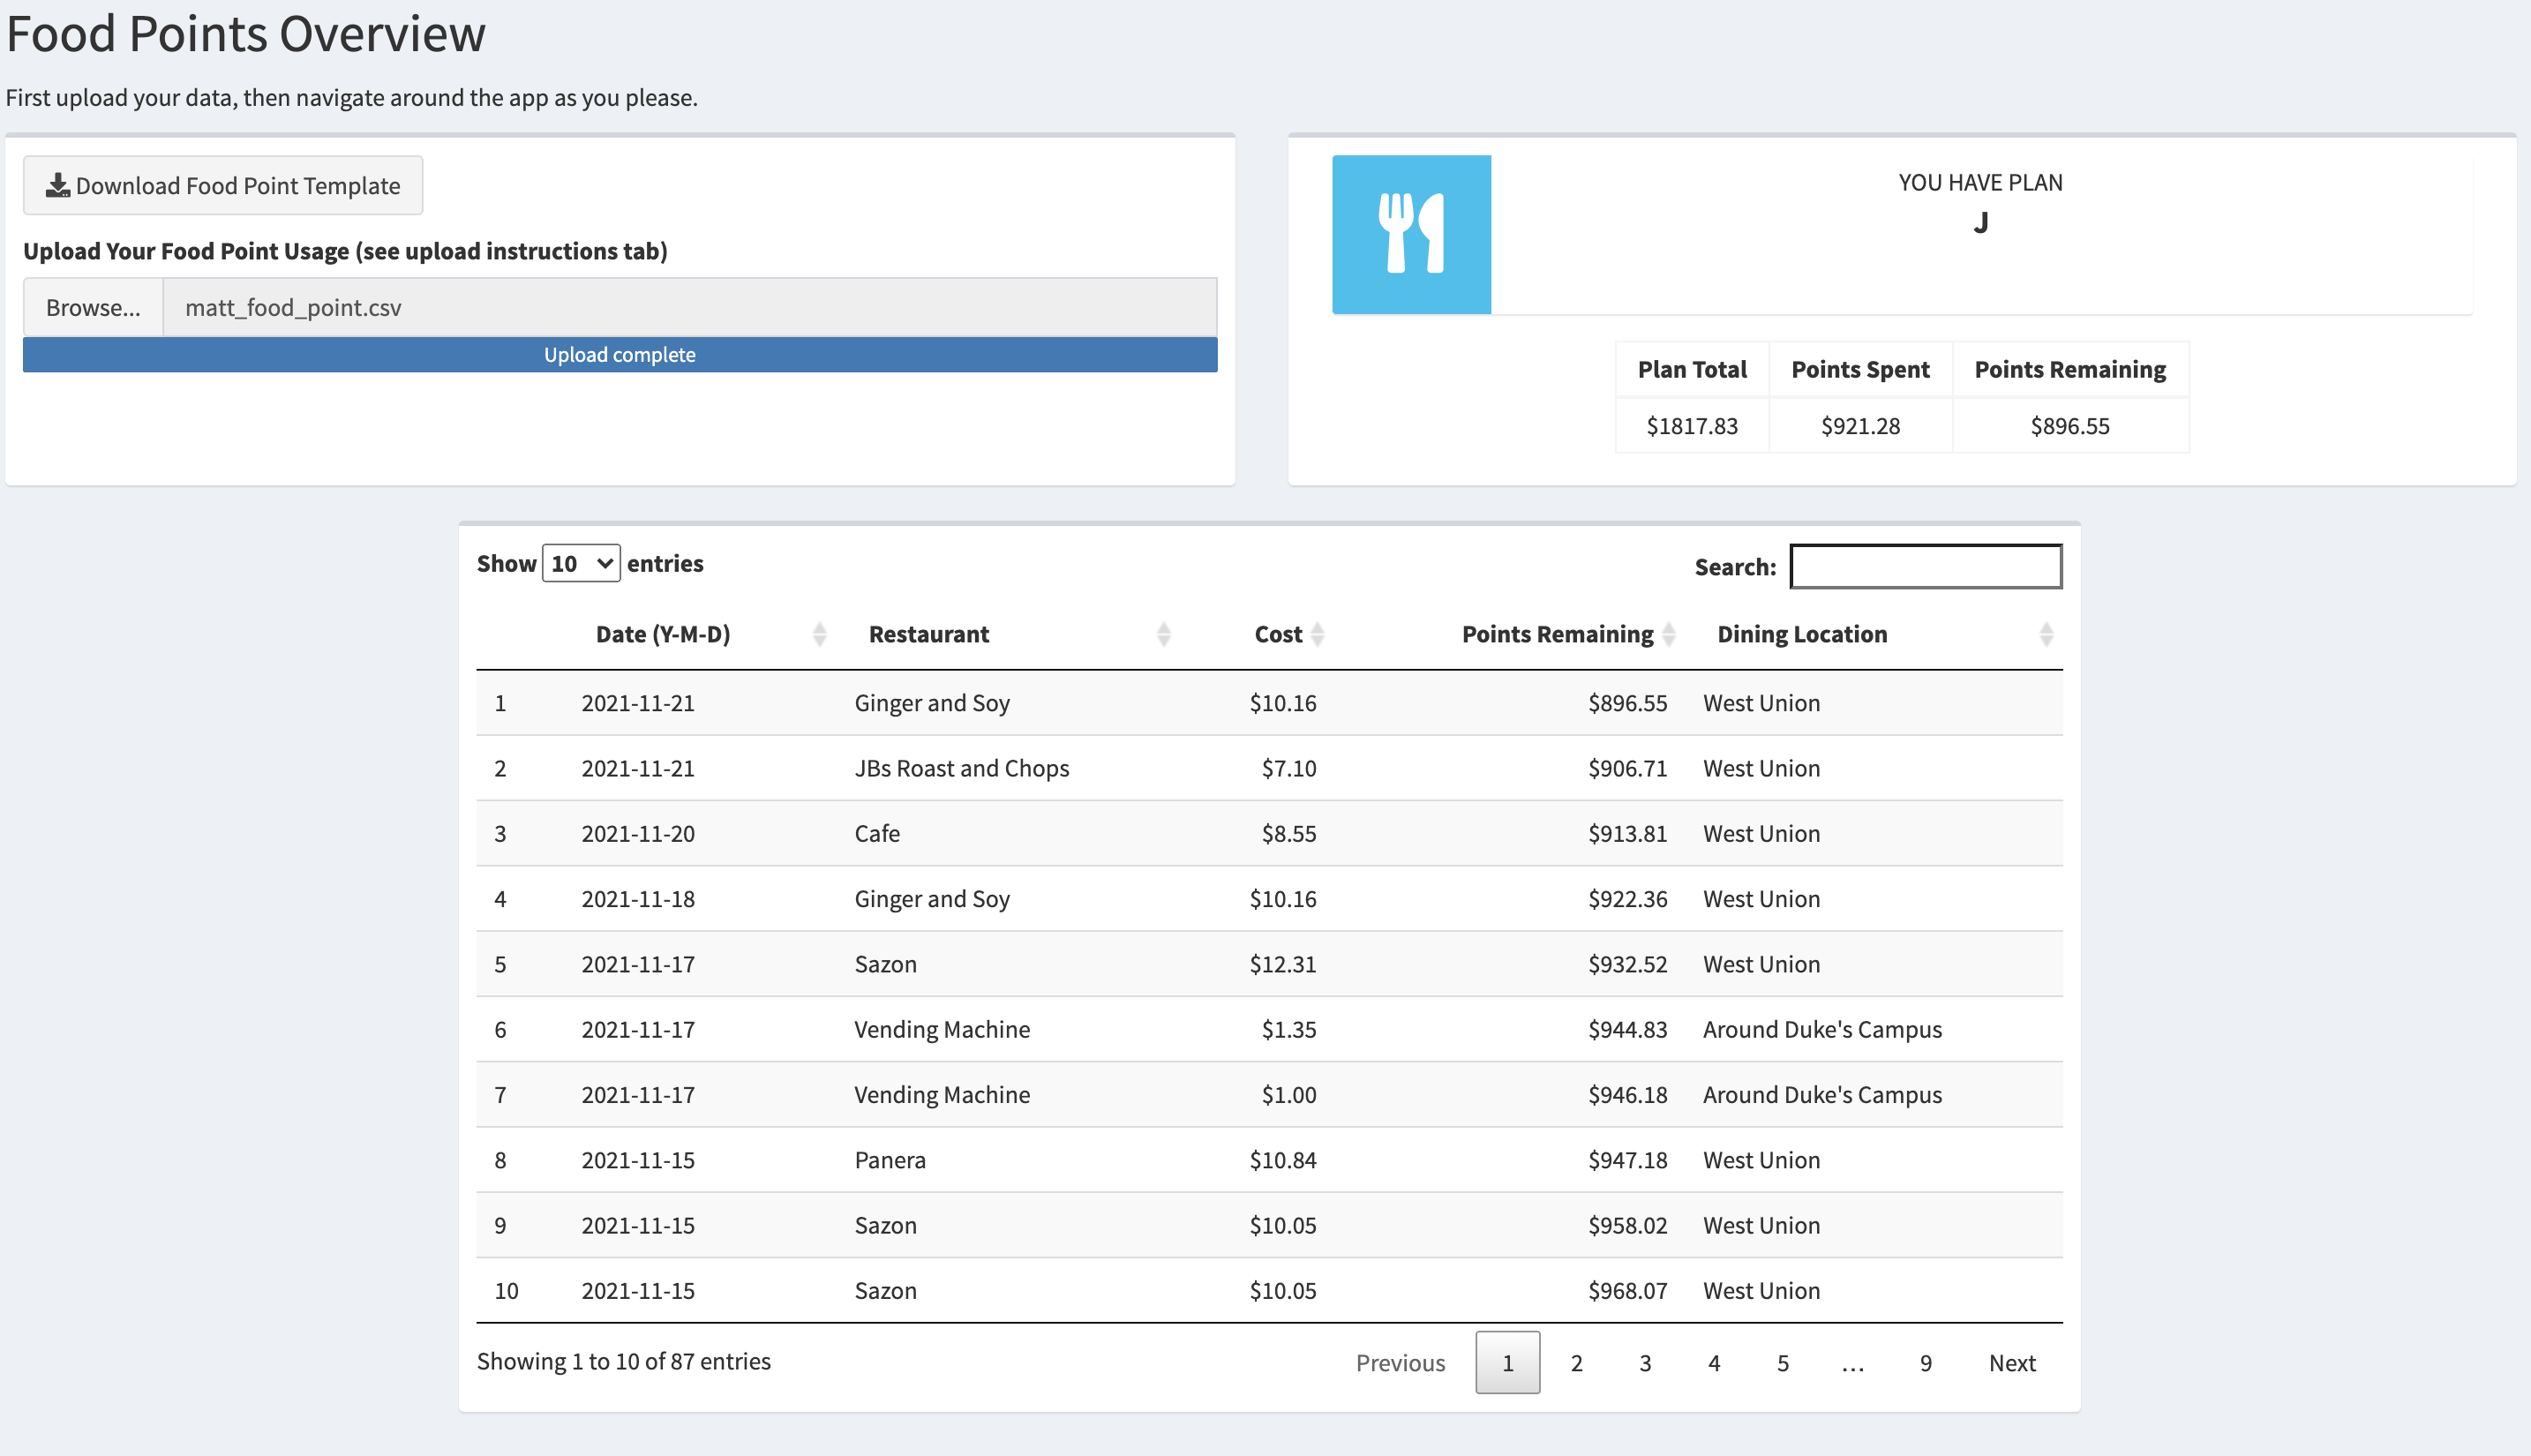 Food Points Overview
First upload your data, then navigate around the app as you please.
Download Food Point Template
Upload Your Food Point Usage (see upload instructions tab)
Browse... matt_food_point.csv
Upload complete
YOU HAVE PLAN
J
Plan Total Points Spent Points Remaining
$1817.83 $921.28 $896.55
Show 10 entries Search:
Date (Y-M-D) Restaurant Cost Points Remaining Dining Location
1 2021-11-21 Ginger and Soy $10.16 $896.55 West Union
2 2021-11-21 JBs Roast and Chops $7.10 $906.71 West Union
3 2021-11-20 Cafe $8.55 $913.81 West Union
4 2021-11-18 Ginger and Soy $10.16 $922.36 West Union
5 2021-11-17 Sazon $12.31 $932.52 West Union
6 2021-11-17 Vending Machine $1.35 $944.83 Around Duke's Campus
7 2021-11-17 Vending Machine $1.00 $946.18 Around Duke's Campus
8 2021-11-15 Panera $10.84 $947.18 West Union
9 2021-11-15 Sazon $10.05 $958.02 West Union
10 2021-11-15 Sazon $10.05 $968.07 West Union
Showing 1 to 10 of 87 entries Previous 1 2 3 4 5 … 9 Next